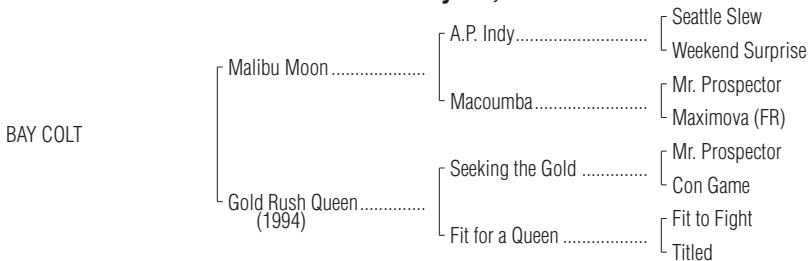 Seattle Slew
A.P. Indy
Weekend Surprise
Malibu Moon
Mr. Prospector
Macoumba
Maximova (FR)
BAY COLT
Mr. Prospector
Seeking the Gold
Con Game
Gold Rush Queen
(1994)
Fit to Fight
Fit for a Queen
Titled